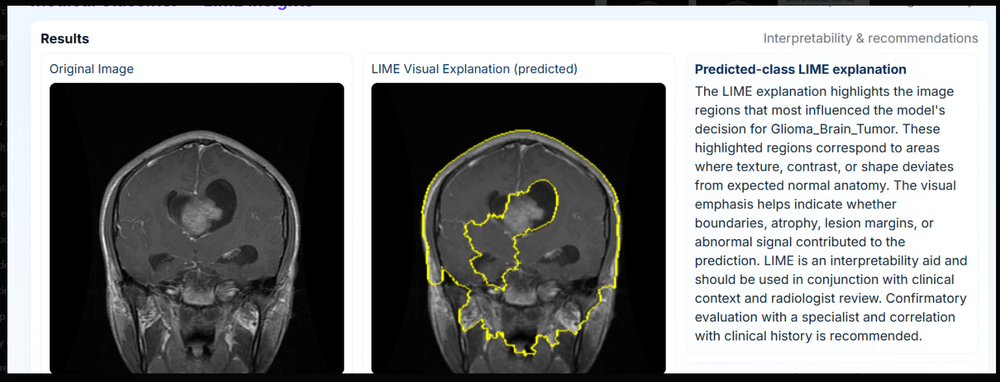 Results
Interpretability & recommendations
Original Image
LIME Visual Explanation (predicted)
Predicted-class LIME explanation
The LIME explanation highlights the image
regions that most influenced the model's
decision for Glioma_Brain_Tumor. These
highlighted regions correspond to areas
where texture, contrast, or shape deviates
from expected normal anatomy. The visual
emphasis helps indicate whether
boundaries, atrophy, lesion margins, or
abnormal signal contributed to the
prediction. LIME is an interpretability aid and
should be used in conjunction with clinical
context and radiologist review. Confirmatory
evaluation with a specialist and correlation
with clinical history is recommended.